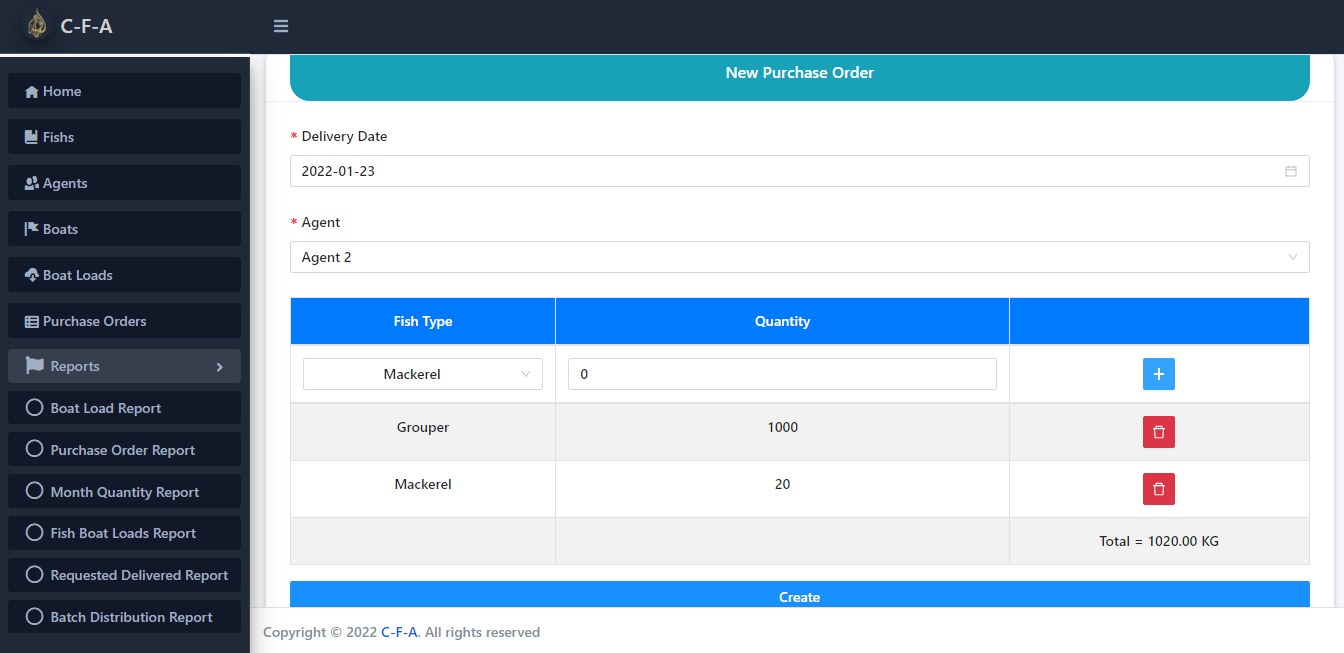 C-F-A
Home
Fishs
Agents
Boats
Boat Loads
Purchase Orders
Reports
Boat Load Report
Purchase Order Report
Month Quantity Report
Fish Boat Loads Report
Requested Delivered Report
Batch Distribution Report
New Purchase Order
* Delivery Date
2022-01-23
* Agent
Agent 2
Fish Type Quantity
Mackerel 0 +
Grouper 1000
Mackerel 20
Total = 1020.00 KG
Create
Copyright © 2022 C-F-A. All rights reserved